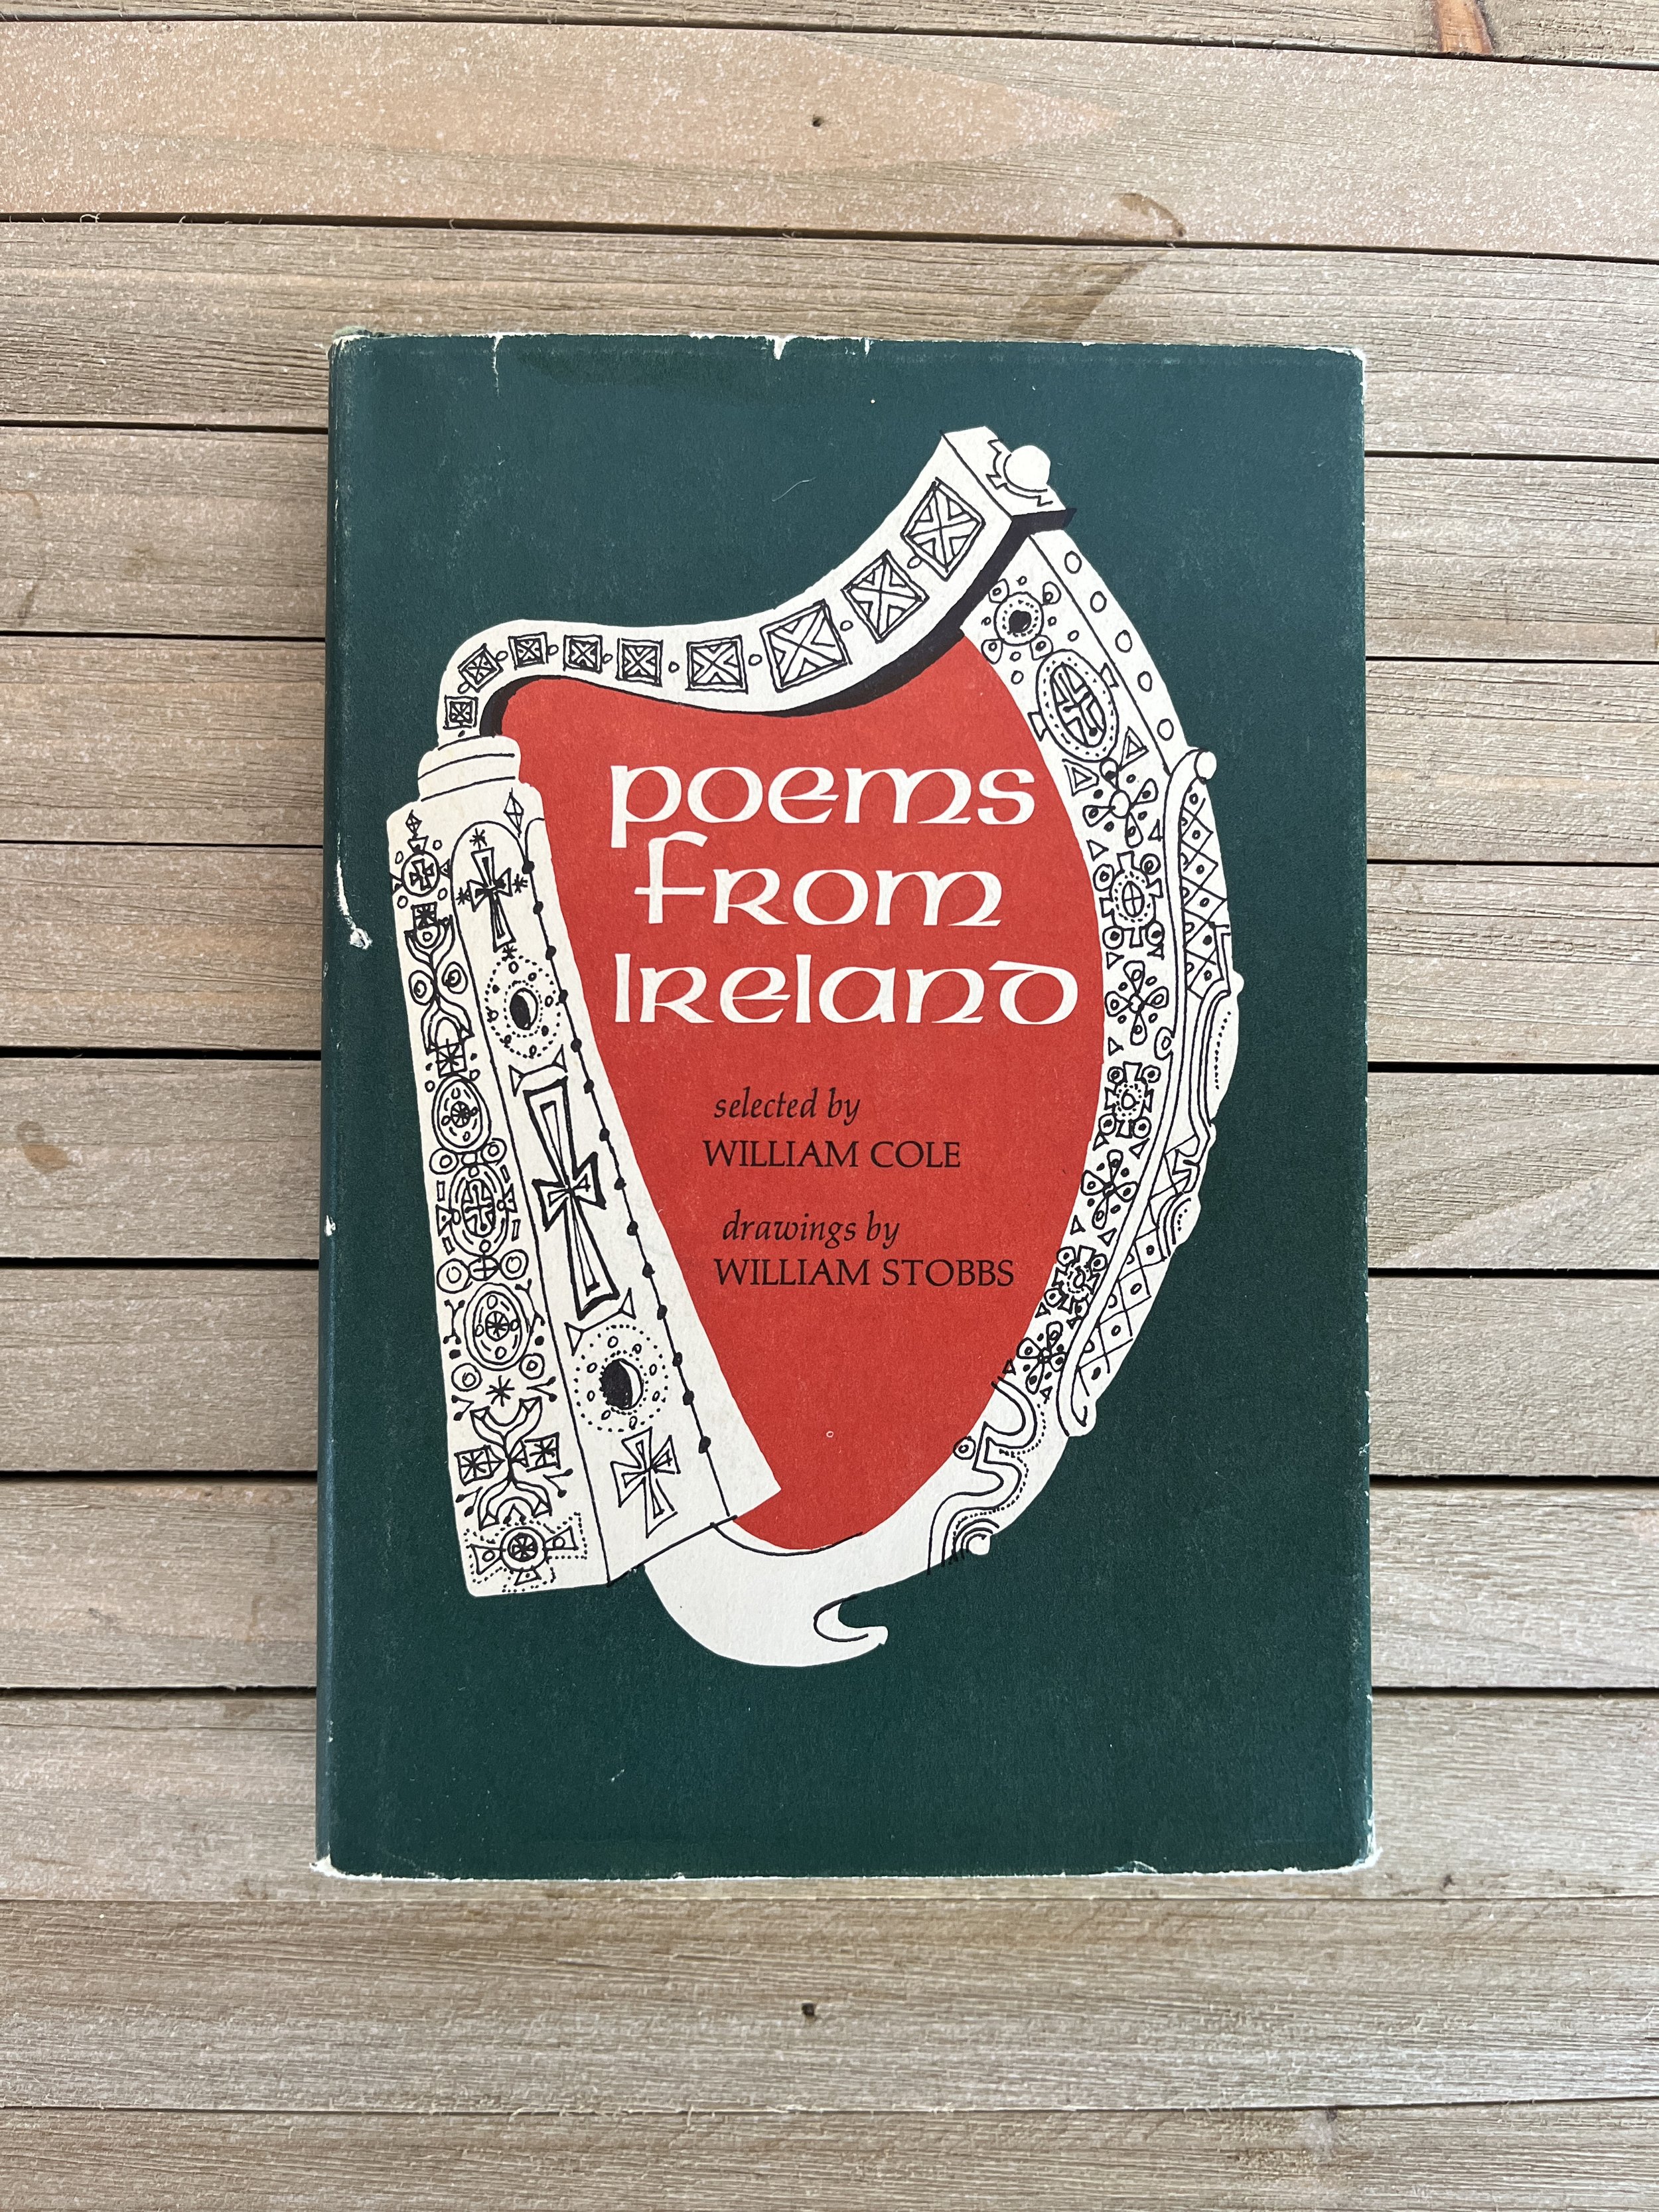 poems
from
Ireland
selected by
WILLIAM COLE
drawings by
WILLIAM STOBBS